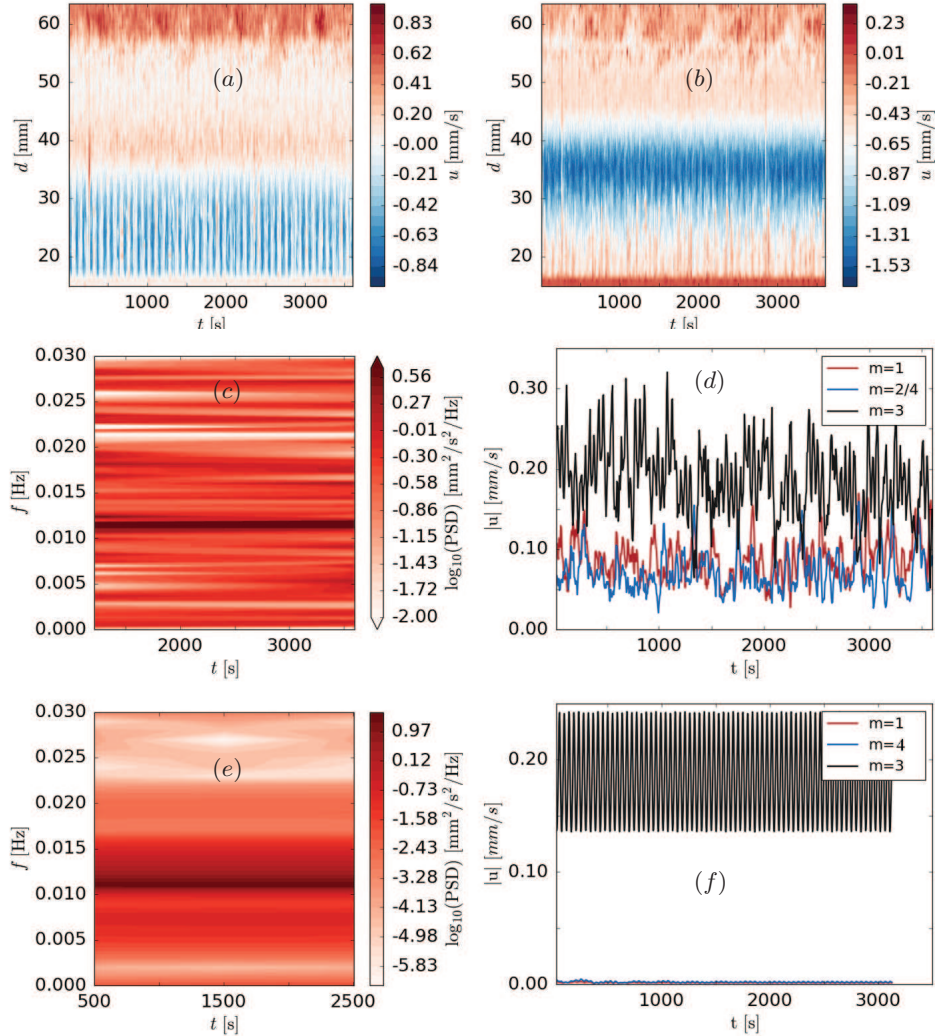 60
50
40
30
20
d [mm]
(a)
1000 2000 3000
t [s]
0.83
0.61
0.41
0.20
-0.00
-0.21
-0.42
-0.63
-0.84
u [mm/s]
60
50
40
30
20
d [mm]
(b)
1000 2000 3000
t [s]
0.23
0.01
-0.21
-0.43
-0.65
-0.87
-1.09
-1.31
-1.53
u [mm/s]
0.030
0.025
0.020
0.015
0.010
0.005
0.000
f [Hz]
(c)
2000 3000
t [s]
0.56
0.27
-0.01
-0.30
-0.58
-0.86
-1.15
-1.43
-1.72
-2.00
log10(PSD) [mm²/s²/Hz]
0.30
0.20
0.10
0.00
|u| [mm/s]
(d)
m=1
m=2/4
m=3
1000 2000 3000
t [s]
0.030
0.025
0.020
0.015
0.010
0.005
0.000
f [Hz]
(e)
500 1500 2500
t [s]
0.97
0.12
-0.73
-1.58
-2.43
-3.28
-4.13
-4.98
-5.83
log10(PSD) [mm²/s²/Hz]
0.20
0.10
0.00
|u| [mm/s]
m=1
m=4
m=3
(f)
1000 2000 3000
t [s]